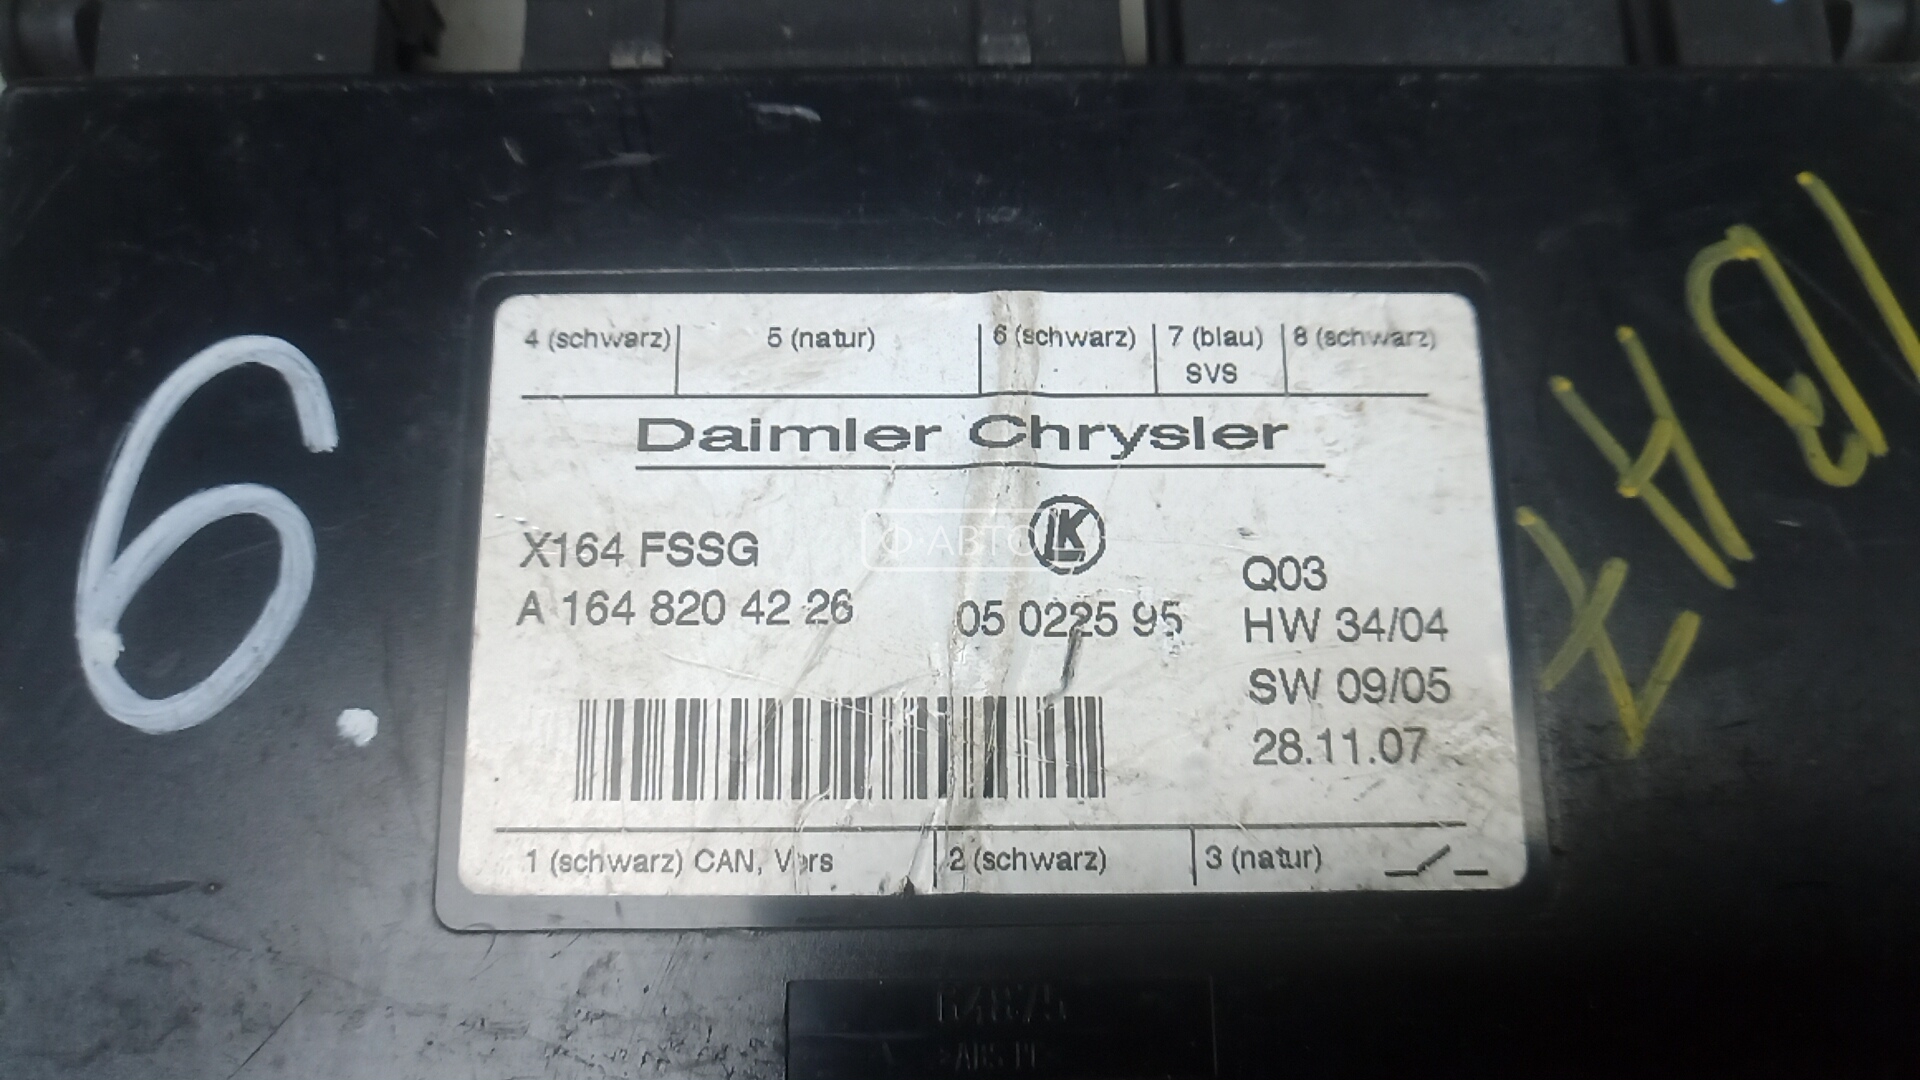 4 (schwarz) 5 (natur) 6 (schwarz) 7 (blau) 8 (schwarz)
SVS
Daimler Chrysler
LK
Ф·АВТО
X164 FSSG
A 164 820 42 26
05 0225 95
Q03
HW 34/04
SW 09/05
28.11.07
1 (schwarz) CAN, Vers 2 (schwarz) 3 (natur)
6.